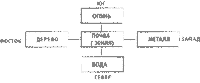 ЮГ
ОГОНЬ
ВОСТОК
ДЕРЕВО
ПОЧВА
(ЗЕМЛЯ)
МЕТАЛЛ
ЗАПАД
ВОДА
СЕВЕР